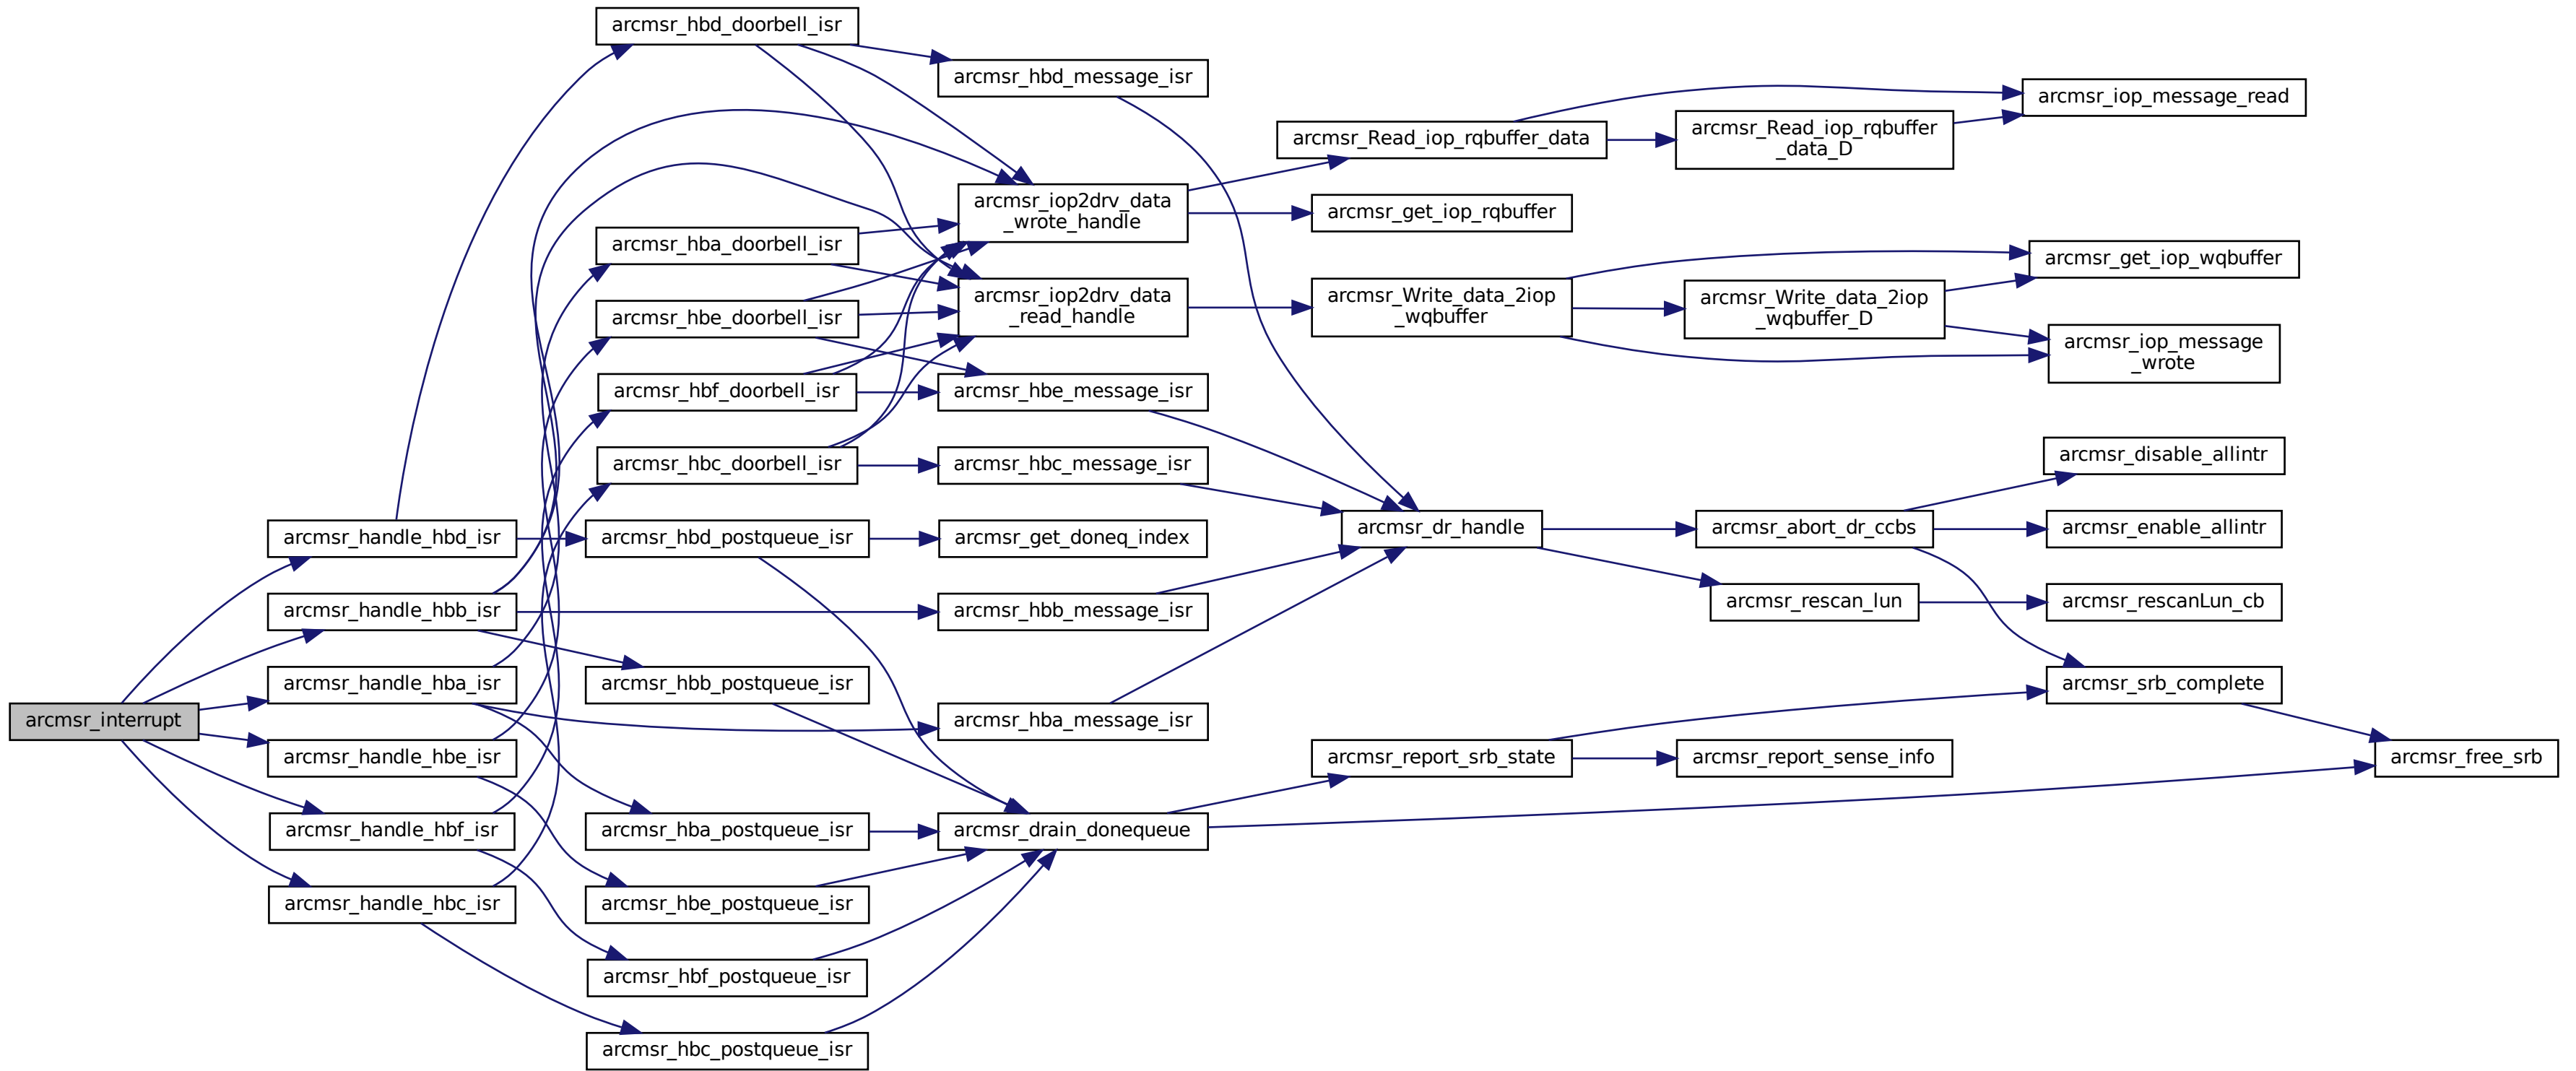 arcmsr_interrupt
arcmsr_handle_hbd_isr
arcmsr_handle_hbb_isr
arcmsr_handle_hba_isr
arcmsr_handle_hbe_isr
arcmsr_handle_hbf_isr
arcmsr_handle_hbc_isr
arcmsr_hbd_doorbell_isr
arcmsr_hba_doorbell_isr
arcmsr_hbe_doorbell_isr
arcmsr_hbf_doorbell_isr
arcmsr_hbc_doorbell_isr
arcmsr_hbd_postqueue_isr
arcmsr_hbb_postqueue_isr
arcmsr_hba_postqueue_isr
arcmsr_hbe_postqueue_isr
arcmsr_hbf_postqueue_isr
arcmsr_hbc_postqueue_isr
arcmsr_hbd_message_isr
arcmsr_iop2drv_data
_wrote_handle
arcmsr_iop2drv_data
_read_handle
arcmsr_hbe_message_isr
arcmsr_hbc_message_isr
arcmsr_get_doneq_index
arcmsr_hbb_message_isr
arcmsr_hba_message_isr
arcmsr_drain_donequeue
arcmsr_Read_iop_rqbuffer_data
arcmsr_get_iop_rqbuffer
arcmsr_Write_data_2iop
_wqbuffer
arcmsr_dr_handle
arcmsr_report_srb_state
arcmsr_Read_iop_rqbuffer
_data_D
arcmsr_Write_data_2iop
_wqbuffer_D
arcmsr_abort_dr_ccbs
arcmsr_rescan_lun
arcmsr_report_sense_info
arcmsr_iop_message_read
arcmsr_get_iop_wqbuffer
arcmsr_iop_message
_wrote
arcmsr_disable_allintr
arcmsr_enable_allintr
arcmsr_rescanLun_cb
arcmsr_srb_complete
arcmsr_free_srb